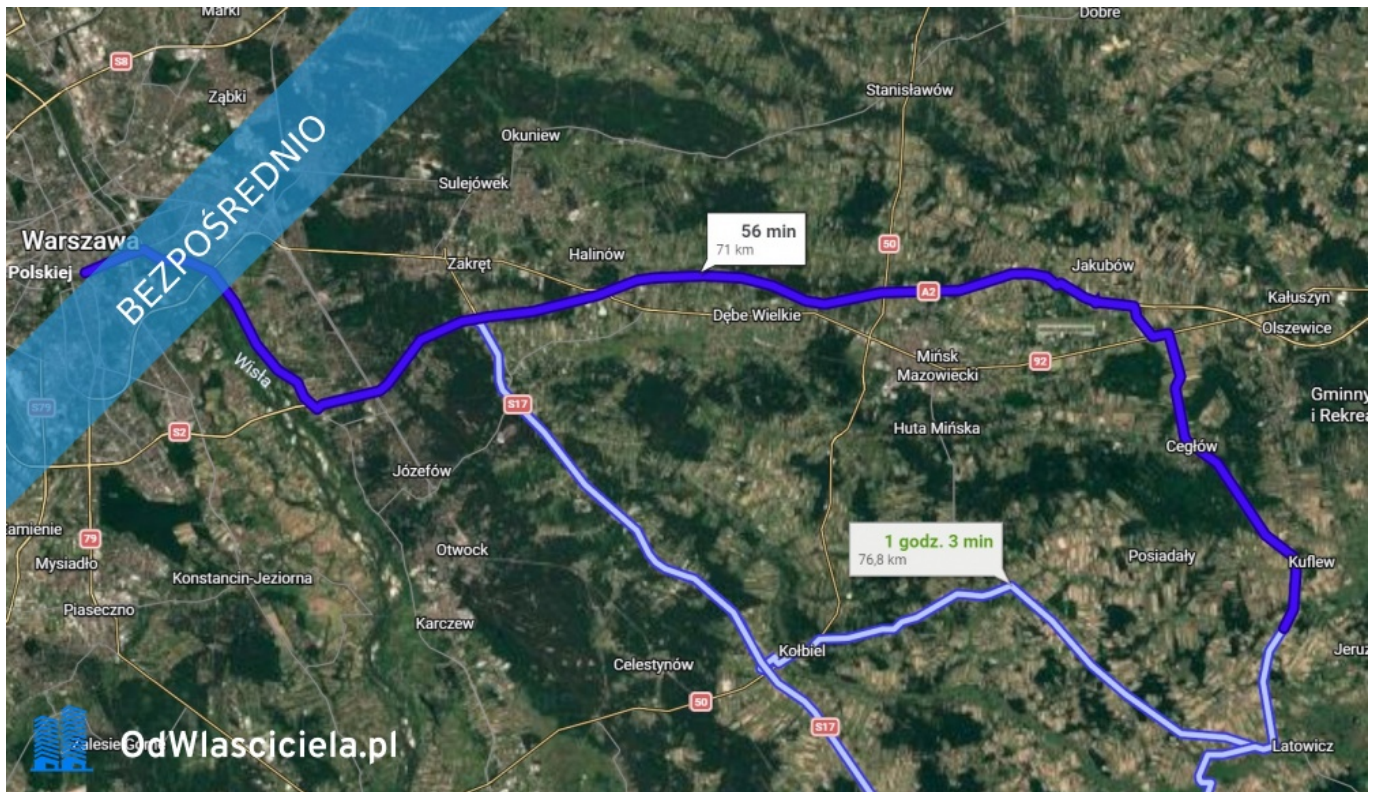 Marki
Dobre
S8
Ząbki
Stanisławów
BEZPOŚREDNIO
Okuniew
Sulejówek
Warszawa
Polskiej
56 min
71 km
50
Zakręt
Halinów
Jakubów
A2
Kałuszyn
Dębe Wielkie
Olszewice
Wisła
Mińsk
Mazowiecki
92
S79
S17
S2
Gminny
i Rekrea
Huta Mińska
Cegłów
Józefów
79
Mysiadło
Otwock
1 godz. 3 min
76,8 km
Posiadały
Kuflew
Konstancin-Jeziorna
Piaseczno
Karczew
Kołbiel
Celestynów
50
S17
Latowicz
OdWlasciciela.pl